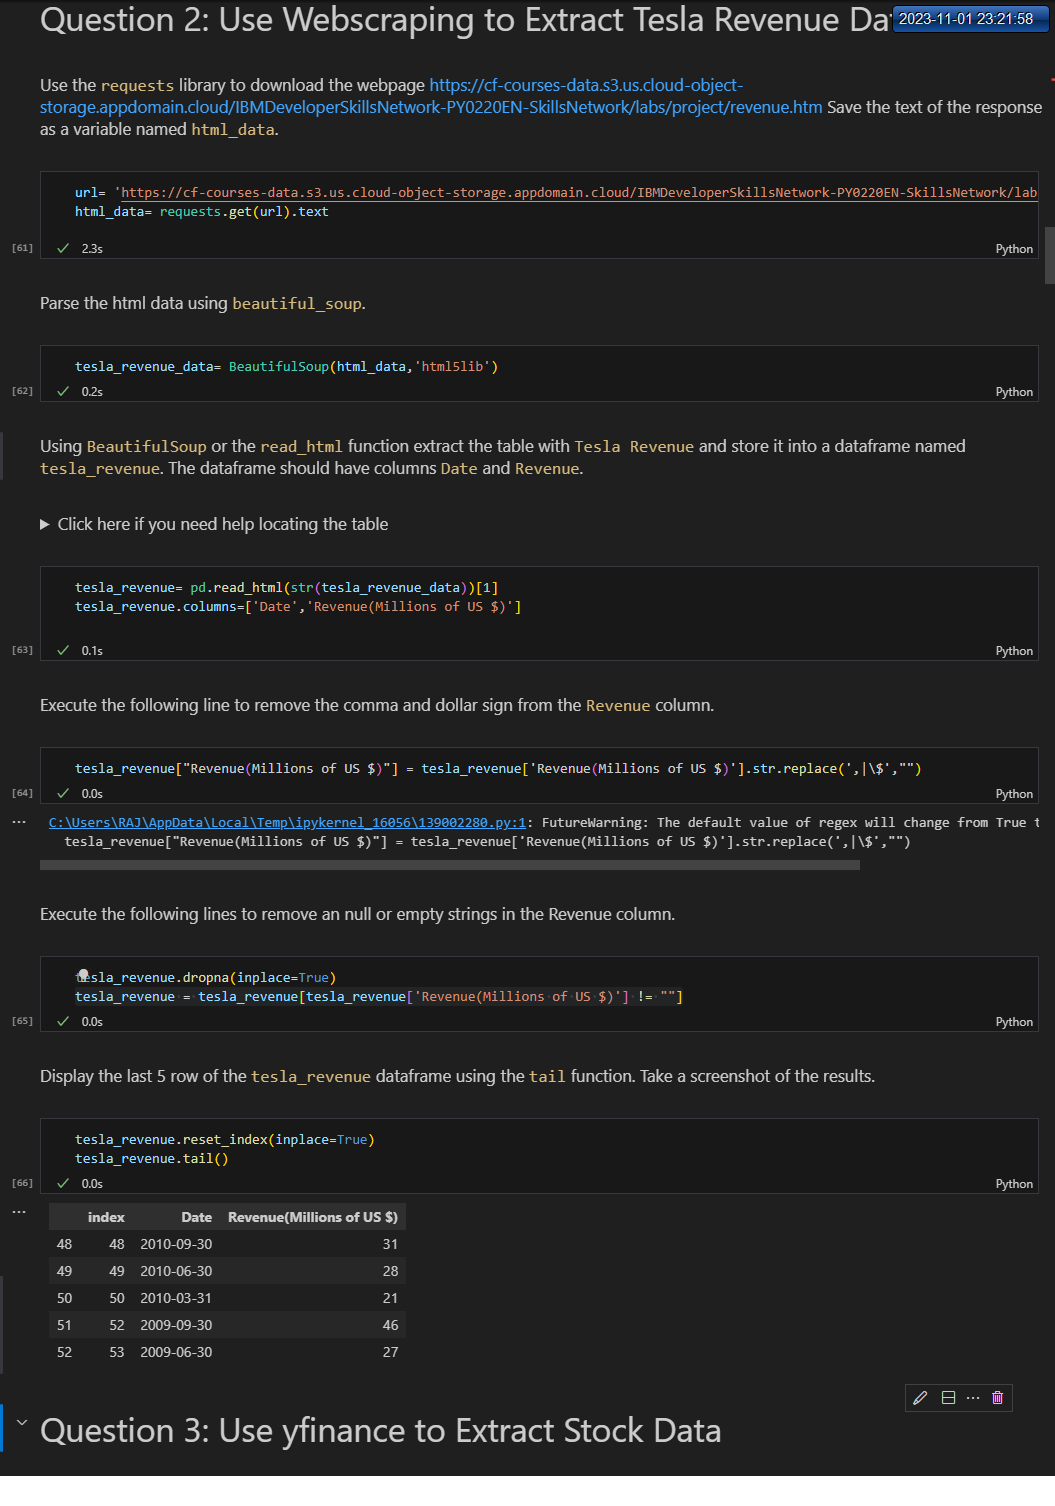 Question 2: Use Webscraping to Extract Tesla Revenue Da
2023-11-01 23:21:58
Use the requests library to download the webpage https://cf-courses-data.s3.us.cloud-object-
storage.appdomain.cloud/IBMDeveloperSkillsNetwork-PY0220EN-SkillsNetwork/labs/project/revenue.htm Save the text of the response
as a variable named html_data.
url= 'https://cf-courses-data.s3.us.cloud-object-storage.appdomain.cloud/IBMDeveloperSkillsNetwork-PY0220EN-SkillsNetwork/lab
html_data= requests.get(url).text
[61] ✓ 2.3s Python
Parse the html data using beautiful_soup.
tesla_revenue_data= BeautifulSoup(html_data,'html5lib')
[62] ✓ 0.2s Python
Using BeautifulSoup or the read_html function extract the table with Tesla Revenue and store it into a dataframe named
tesla_revenue. The dataframe should have columns Date and Revenue.
▶ Click here if you need help locating the table
tesla_revenue= pd.read_html(str(tesla_revenue_data))[1]
tesla_revenue.columns=['Date','Revenue(Millions of US $)']
[63] ✓ 0.1s Python
Execute the following line to remove the comma and dollar sign from the Revenue column.
tesla_revenue["Revenue(Millions of US $)"] = tesla_revenue['Revenue(Millions of US $)'].str.replace(',|\$',"")
[64] ✓ 0.0s Python
... C:\Users\RAJ\AppData\Local\Temp\ipykernel_16056\139002280.py:1: FutureWarning: The default value of regex will change from True t
tesla_revenue["Revenue(Millions of US $)"] = tesla_revenue['Revenue(Millions of US $)'].str.replace(',|\$',"")
Execute the following lines to remove an null or empty strings in the Revenue column.
tesla_revenue.dropna(inplace=True)
tesla_revenue = tesla_revenue[tesla_revenue['Revenue(Millions of US $)'] != ""]
[65] ✓ 0.0s Python
Display the last 5 row of the tesla_revenue dataframe using the tail function. Take a screenshot of the results.
tesla_revenue.reset_index(inplace=True)
tesla_revenue.tail()
[66] ✓ 0.0s Python
...
index Date Revenue(Millions of US $)
48 48 2010-09-30 31
49 49 2010-06-30 28
50 50 2010-03-31 21
51 52 2009-09-30 46
52 53 2009-06-30 27
...
Question 3: Use yfinance to Extract Stock Data